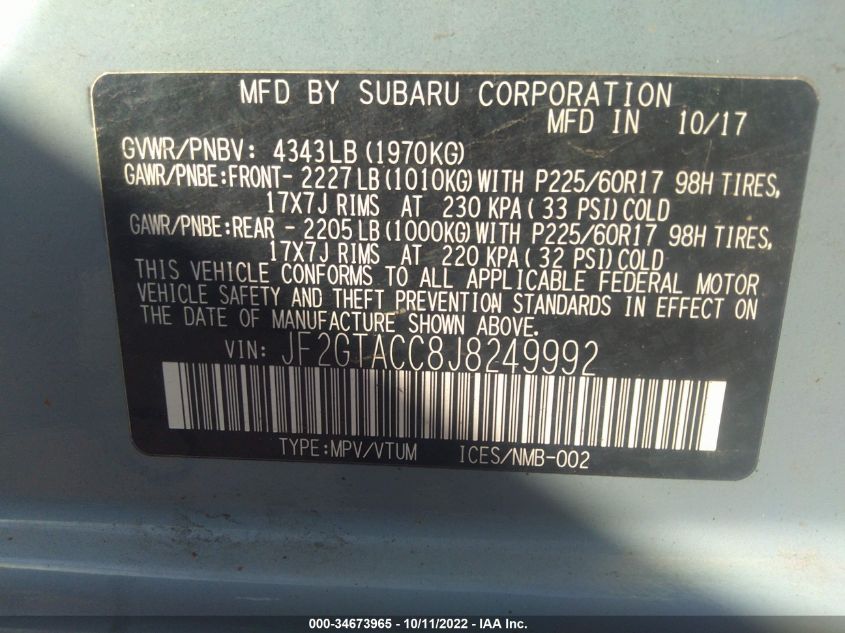 MFD BY SUBARU CORPORATION
MFD IN 10/17
GVWR/PNBV: 4343LB (1970KG)
GAWR/PNBE:FRONT- 2227LB (1010KG)WITH P225/60R17 98H TIRES,
17X7J RIMS AT 230 KPA(33 PSI)COLD
GAWR/PNBE:REAR - 2205LB (1000KG)WITH P225/60R17 98H TIRES,
17X7J RIMS AT 220 KPA(32 PSI)COLD
THIS VEHICLE CONFORMS TO ALL APPLICABLE FEDERAL MOTOR
VEHICLE SAFETY AND THEFT PREVENTION STANDARDS IN EFFECT ON
THE DATE OF MANUFACTURE SHOWN ABOVE.
VIN: JF2GTACC8J8249992
TYPE:MPV/VTUM ICES/NMB-002
000-34673965 - 10/11/2022 - IAA Inc.